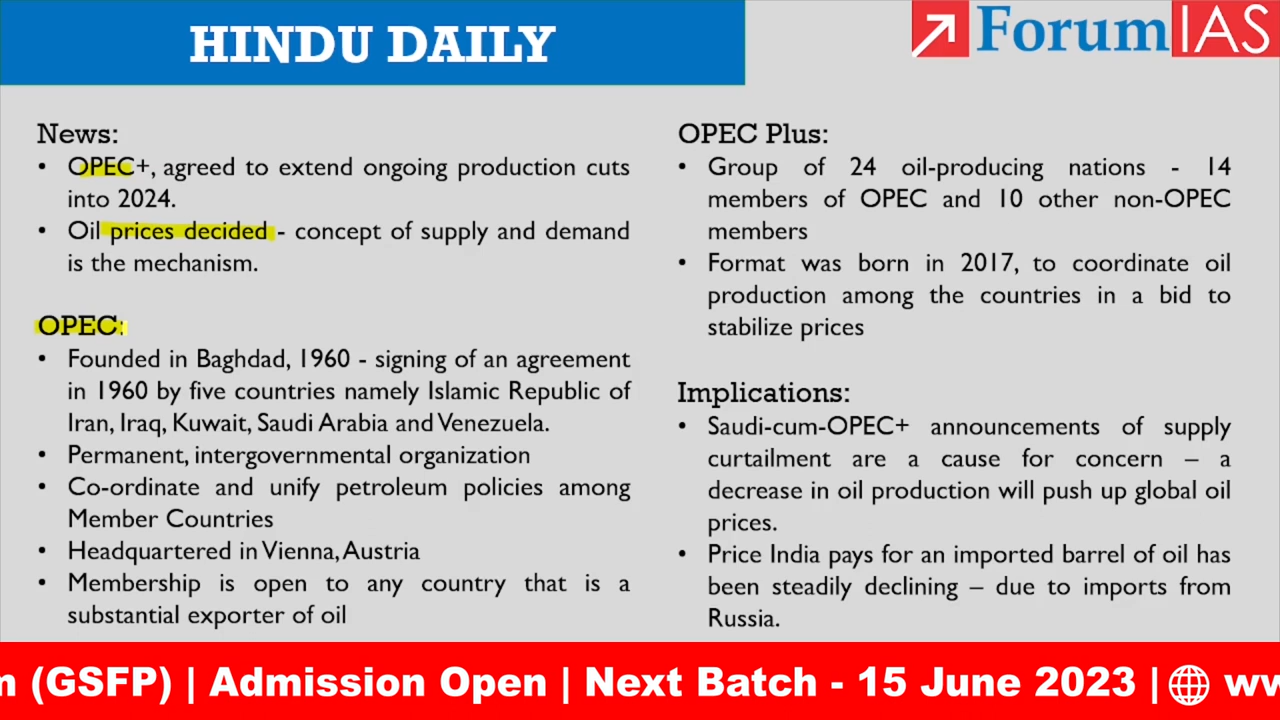 HINDU DAILY
ForumIAS
News:
• OPEC+, agreed to extend ongoing production cuts
into 2024.
• Oil prices decided - concept of supply and demand
is the mechanism.
OPEC:
• Founded in Baghdad, 1960 - signing of an agreement
in 1960 by five countries namely Islamic Republic of
Iran, Iraq, Kuwait, Saudi Arabia and Venezuela.
• Permanent, intergovernmental organization
• Co-ordinate and unify petroleum policies among
Member Countries
• Headquartered in Vienna, Austria
• Membership is open to any country that is a
substantial exporter of oil
OPEC Plus:
• Group of 24 oil-producing nations - 14
members of OPEC and 10 other non-OPEC
members
• Format was born in 2017, to coordinate oil
production among the countries in a bid to
stabilize prices
Implications:
• Saudi-cum-OPEC+ announcements of supply
curtailment are a cause for concern – a
decrease in oil production will push up global oil
prices.
• Price India pays for an imported barrel of oil has
been steadily declining – due to imports from
Russia.
(GSFP) | Admission Open | Next Batch - 15 June 2023 |